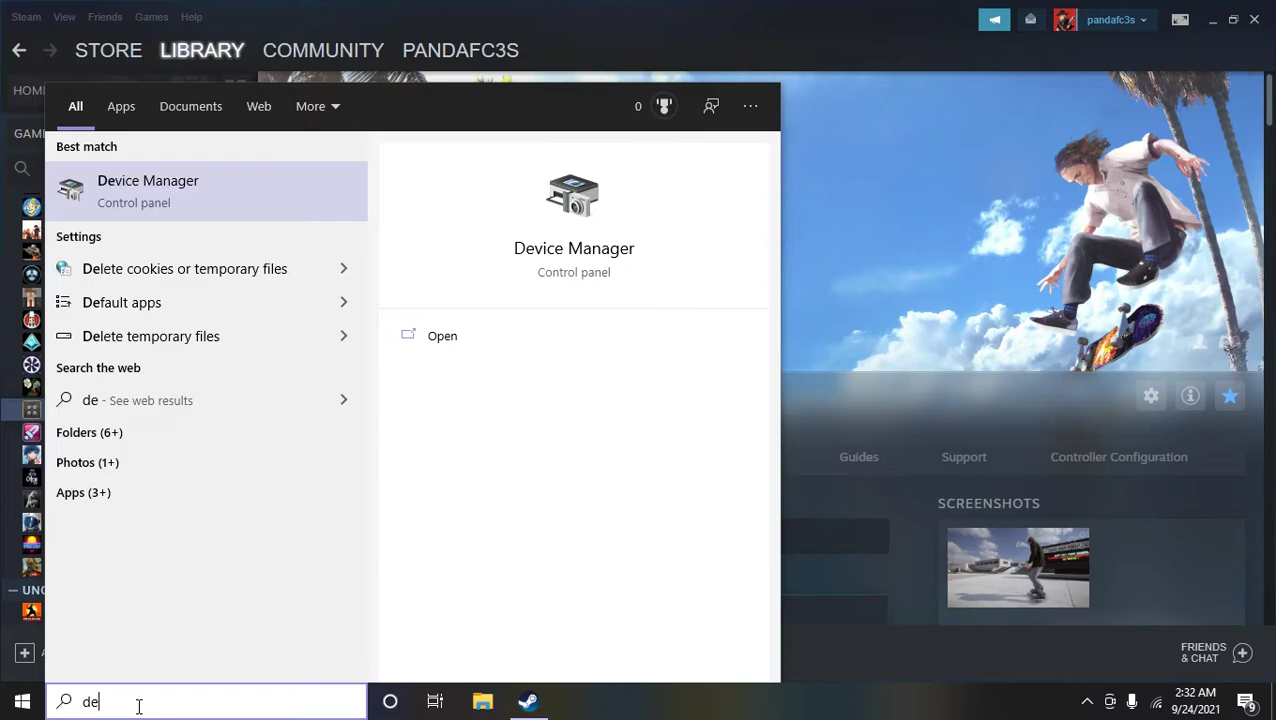 Steam View Friends Games Help
pandafc3s
STORE LIBRARY COMMUNITY PANDAFC3S
HOM
All Apps Documents Web More 0 ...
GAM
Best match
Device Manager
Control panel
Device Manager
Control panel
Settings
Delete cookies or temporary files
Default apps
Delete temporary files
Open
Search the web
de - See web results
Folders (6+)
Photos (1+)
Apps (3+)
Guides Support Controller Configuration
SCREENSHOTS
UNC
FRIENDS
& CHAT
de
2:32 AM
9/24/2021
9